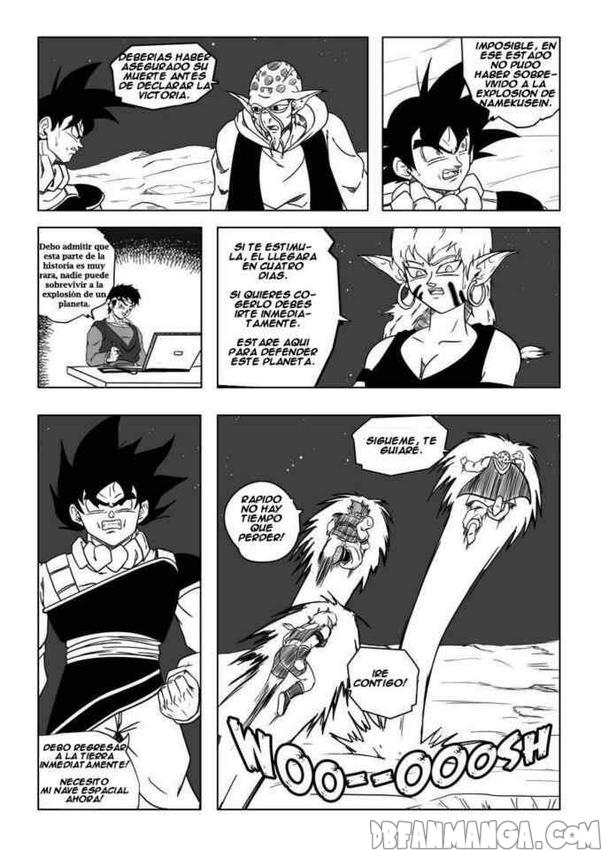 DEBERIAS HABER
ASEGURADO SU
MUERTE ANTES
DE DECLARAR LA
VICTORIA.
IMPOSIBLE, EN
ESE ESTADO
NO PUDO
HABER SOBRE-
VIVIDO A LA
EXPLOSION DE
NAMEKUSEIN.
Debo admitir que
esta parte de la
historia es muy
rara, nadie puede
sobrevivir a la
explosión de un
planeta.
SI TE ESTIMU-
LA, EL LLEGARA
EN CUATRO
DIAS.
SI QUIERES CO-
GERLO DEBES
IRTE INMEDIA-
TAMENTE.
ESTARE AQUI
PARA DEFENDER
ESTE PLANETA.
DEBO REGRESAR
A LA TIERRA
INMEDIATAMENTE!
NECESITO
MI NAVE ESPACIAL
AHORA!
SIGUEME, TE
GUIARÉ.
RAPIDO
NO HAY
TIEMPO
QUE
PERDER!
IRE
CONTIGO!
WOO--OOOSH
DBFANMANGA.COM